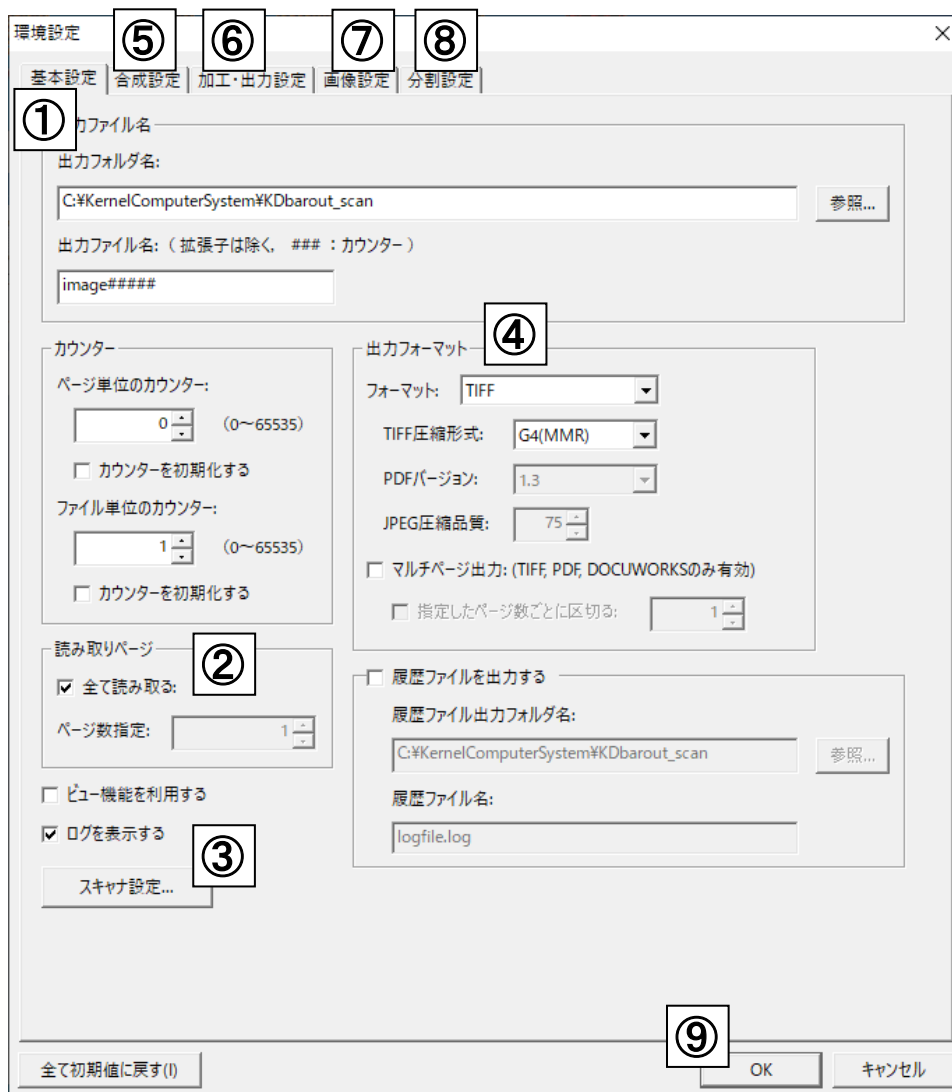 環境設定
⑤ ⑥ ⑦ ⑧
基本設定 合成設定 加工・出力設定 画像設定 分割設定
①
力ファイル名
出力フォルダ名:
C:¥KernelComputerSystem¥KDbarout_scan 参照...
出力ファイル名:（拡張子は除く， ###：カウンター）
image#####
カウンター
ページ単位のカウンター:
0 （0～65535）
カウンターを初期化する
ファイル単位のカウンター:
1 （0～65535）
カウンターを初期化する
④
出力フォーマット
フォーマット: TIFF
TIFF圧縮形式: G4(MMR)
PDFバージョン: 1.3
JPEG圧縮品質: 75
マルチページ出力: (TIFF, PDF, DOCUWORKSのみ有効)
指定したページ数ごとに区切る: 1
読み取りページ ②
全て読み取る:
ページ数指定: 1
履歴ファイルを出力する
履歴ファイル出力フォルダ名:
C:¥KernelComputerSystem¥KDbarout_scan 参照...
履歴ファイル名:
logfile.log
ビュー機能を利用する
ログを表示する
③
スキャナ設定...
⑨
全て初期値に戻す(I) OK キャンセル